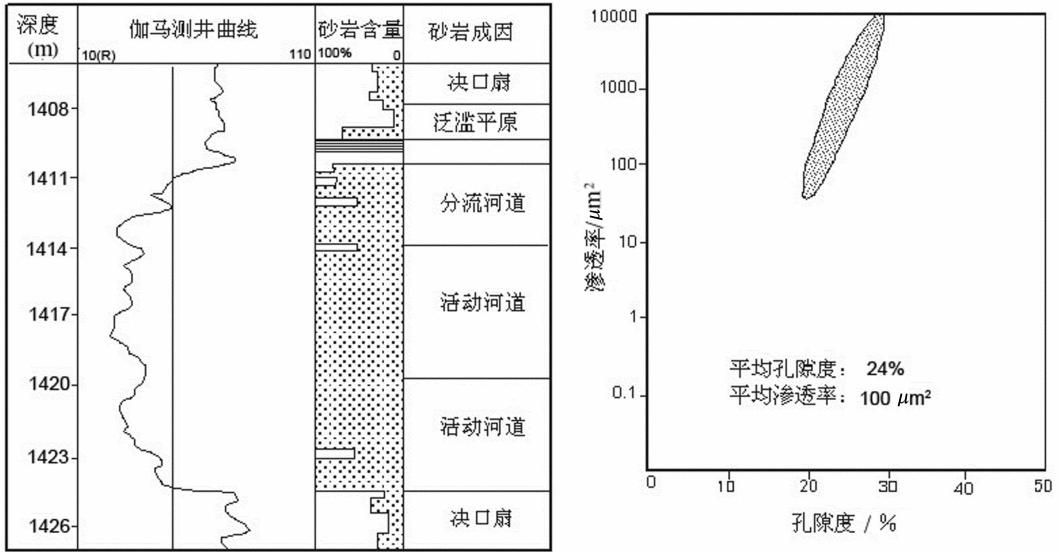 深度
(m)
伽马测井曲线
10(R)
110
砂岩含量
100%
0
砂岩成因
1408
1411
1414
1417
1420
1423
1426
决口扇
泛滥平原
分流河道
活动河道
活动河道
决口扇
10000
1000
100
10
1
0.1
渗透率/μm²
平均孔隙度： 24%
平均渗透率： 100 μm²
0
10
20
30
40
50
孔隙度 / %